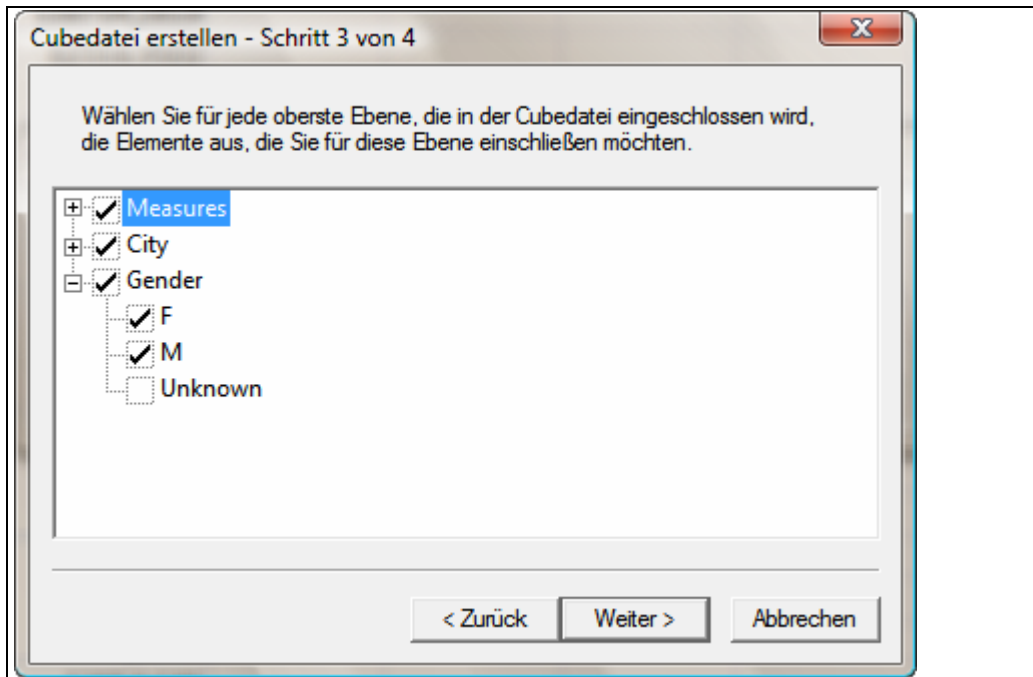 Cubedatei erstellen - Schritt 3 von 4
Wählen Sie für jede oberste Ebene, die in der Cubedatei eingeschlossen wird,
die Elemente aus, die Sie für diese Ebene einschließen möchten.
Measures
City
Gender
F
M
Unknown
< Zurück
Weiter >
Abbrechen